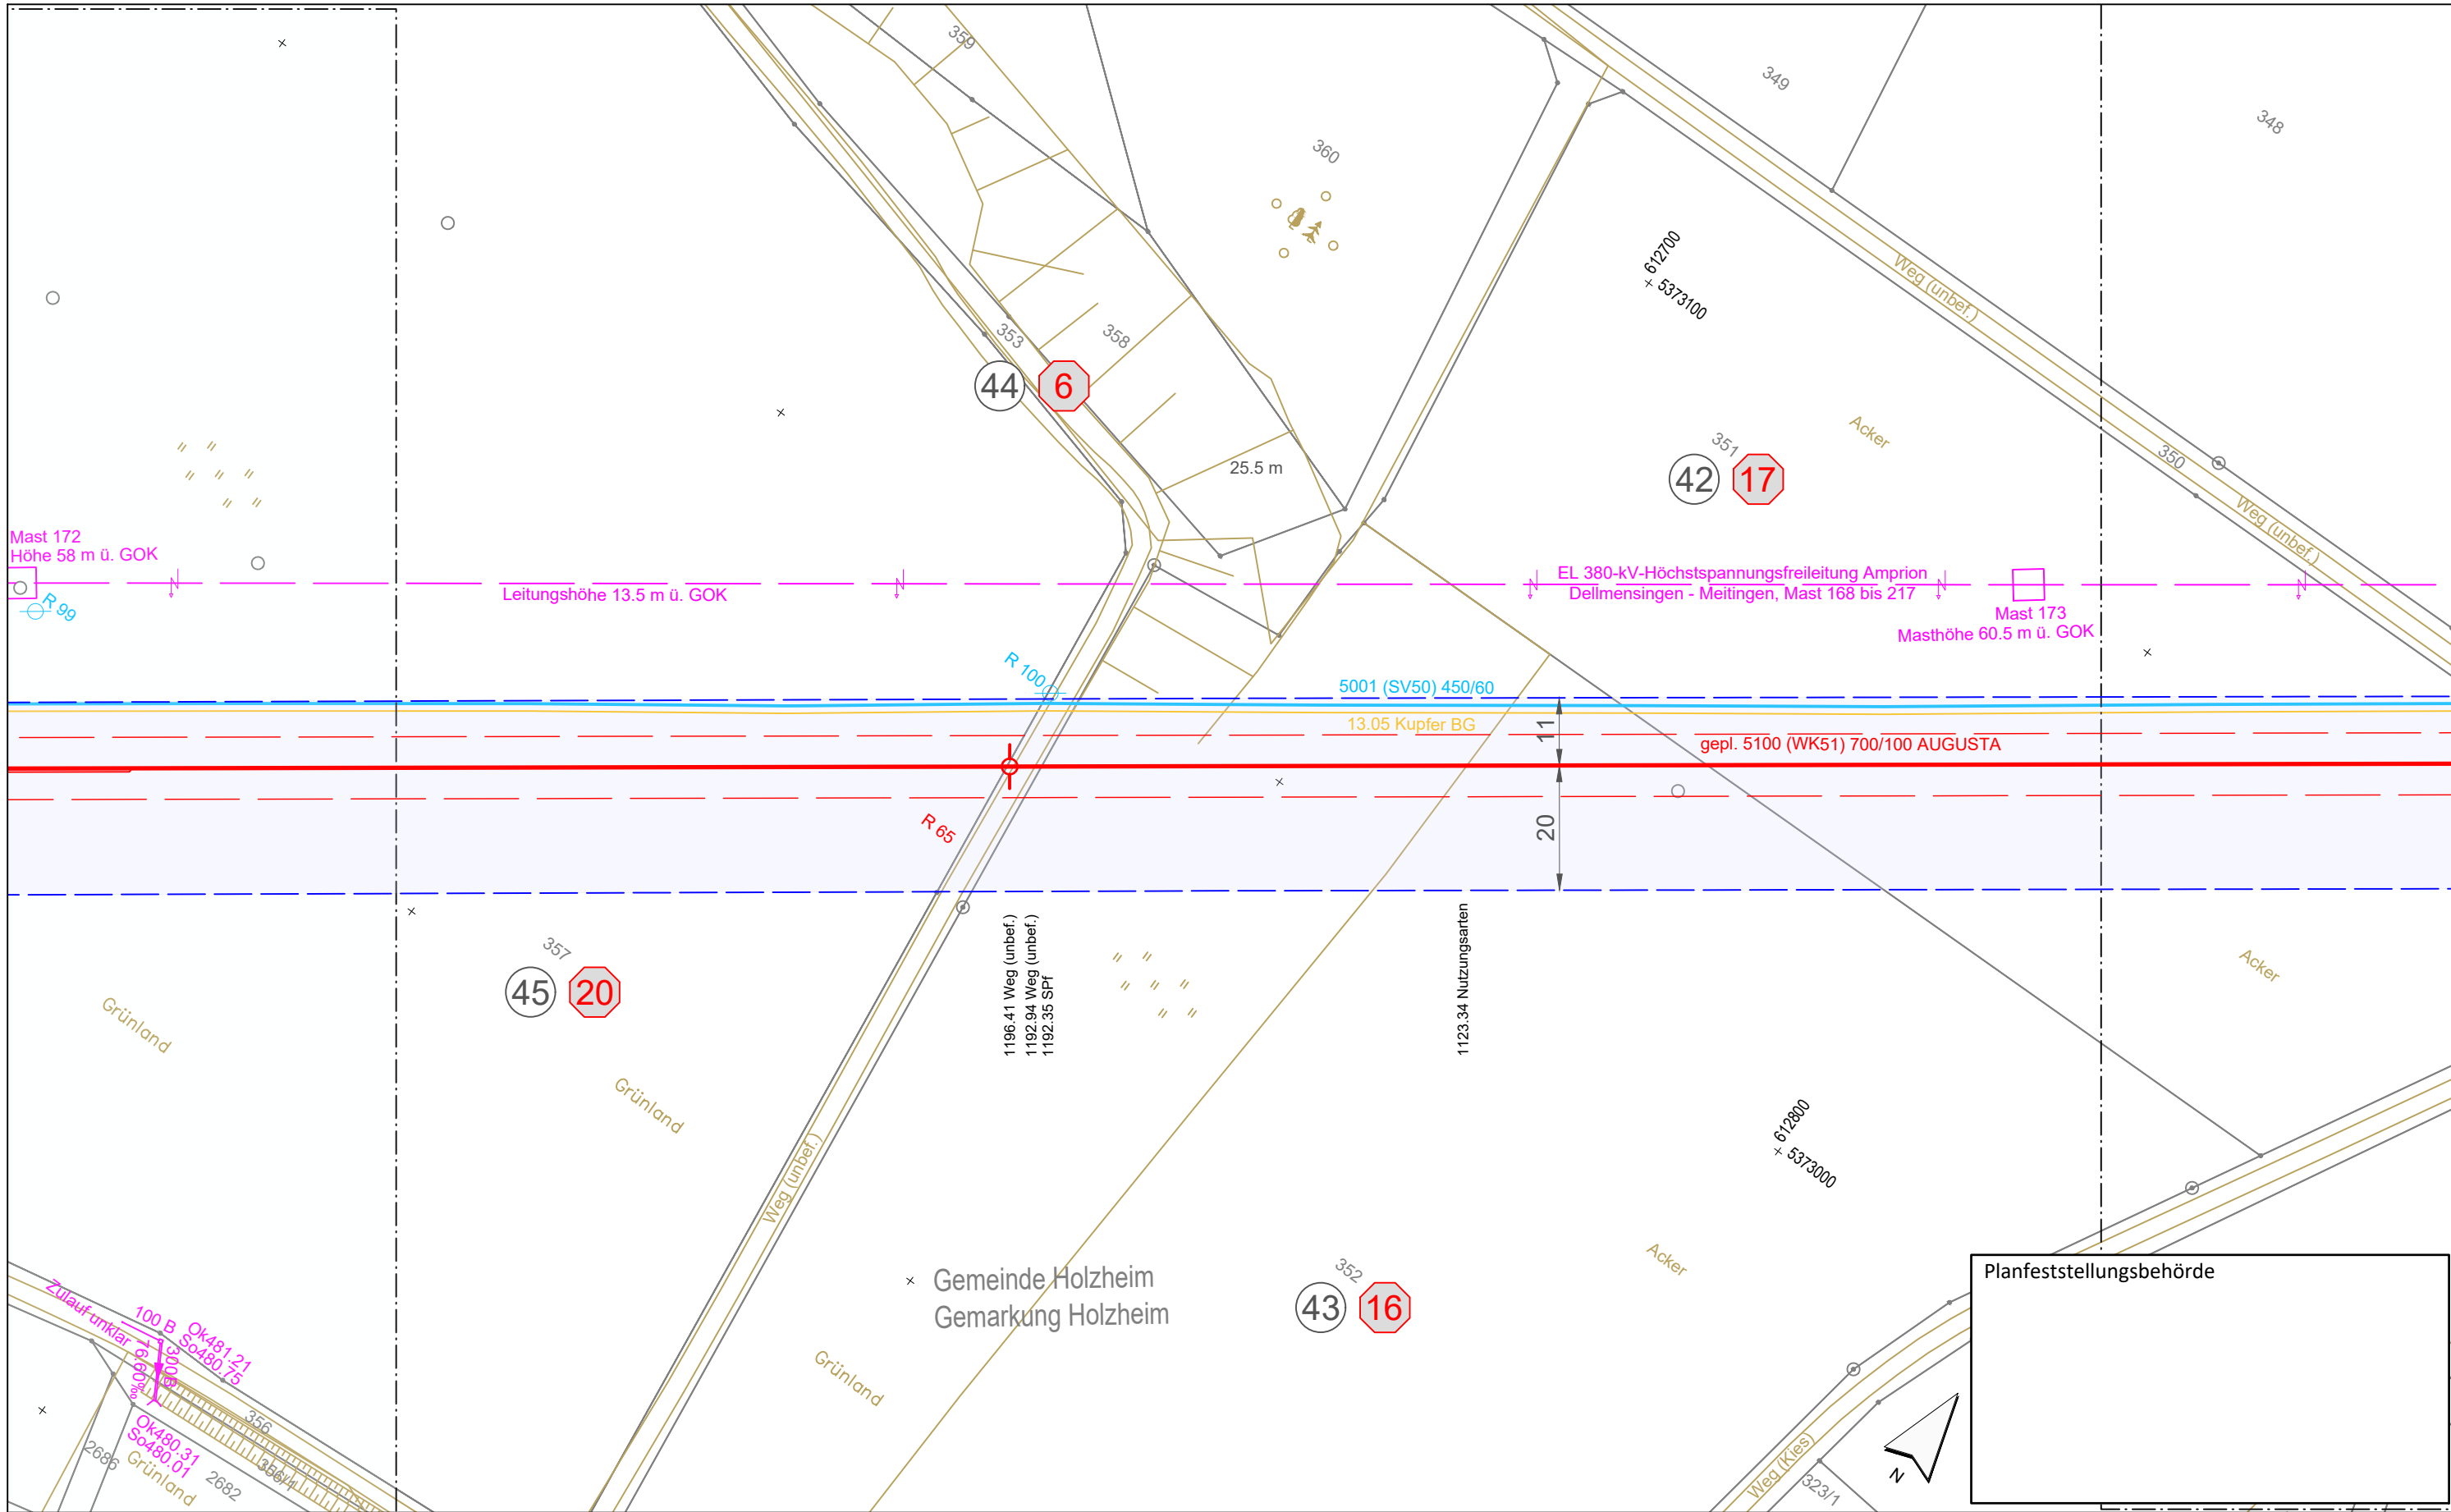 359
349
348
360
612700
+ 5373100
Weg (unbef.)
353
358
44
6
Acker
351
350
25.5 m
42
17
Weg (unbef.)
Mast 172
Höhe 58 m ü. GOK
Leitungshöhe 13.5 m ü. GOK
EL 380-kV-Höchstspannungsfreileitung Amprion
Dellmensingen - Meitingen, Mast 168 bis 217
Mast 173
Masthöhe 60.5 m ü. GOK
R 99
R 100
5001 (SV50) 450/60
13.05 Kupfer BG
11
gepl. 5100 (WK51) 700/100 AUGUSTA
R 65
20
1196.41 Weg (unbef.)
1192.94 Weg (unbef.)
1192.35 SPf
1123.34 Nutzungsarten
357
45
20
Acker
Grünland
Grünland
Weg (unbef.)
612800
+ 5373000
Gemeinde Holzheim
Gemarkung Holzheim
352
43
16
Acker
Planfeststellungsbehörde
Zulauf unklar
100 B
Ok481.21
So480.75
76.60‰
Grünland
356
Ok480.31
So480.01
2686
Grünland
2682
356/1
Weg (Kies)
323/1
N